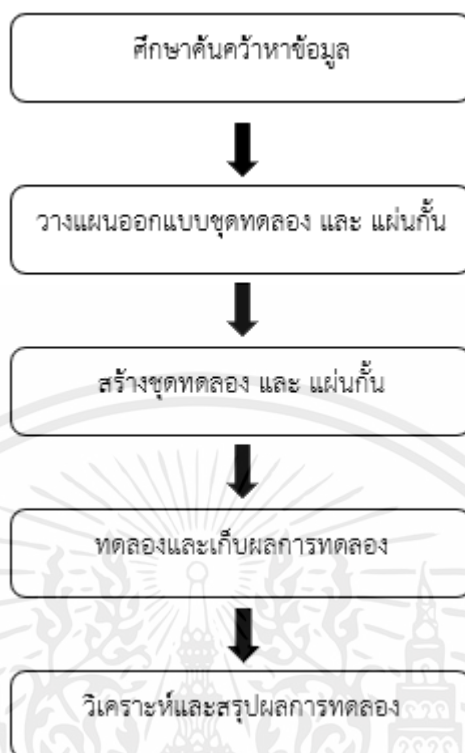 ศึกษาค้นคว้าหาข้อมูล
วางแผนออกแบบชุดทดลอง และ แผ่นกั้น
สร้างชุดทดลอง และ แผ่นกั้น
ทดลองและเก็บผลการทดลอง
วิเคราะห์และสรุปผลการทดลอง